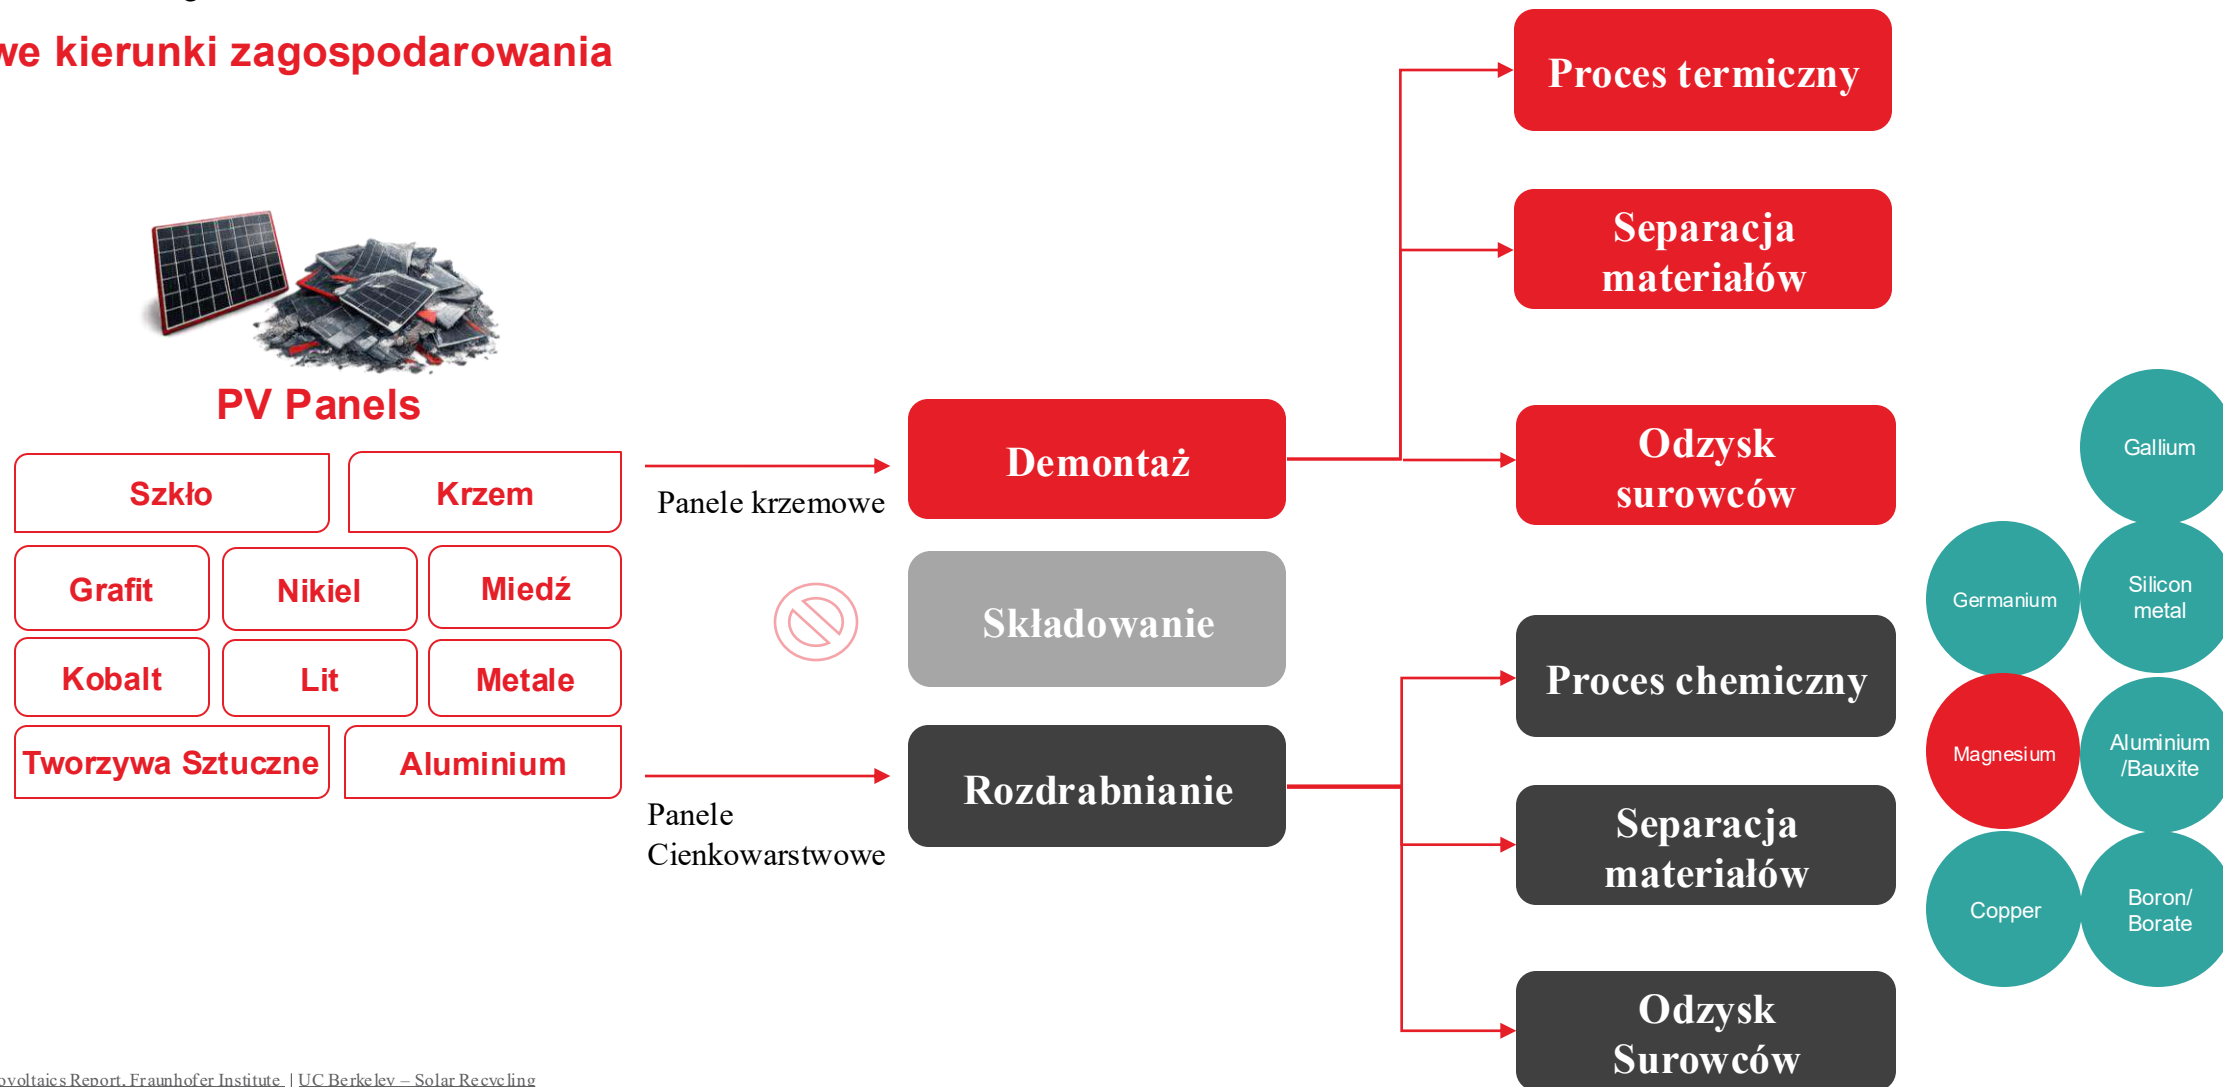 we kierunki zagospodarowania
PV Panels
Szkło
Krzem
Grafit
Nikiel
Miedź
Kobalt
Lit
Metale
Tworzywa Sztuczne
Aluminium
Panele krzemowe
Panele
Cienkowarstwowe
Demontaż
Składowanie
Rozdrabnianie
Proces termiczny
Separacja
materiałów
Odzysk
surowców
Proces chemiczny
Separacja
materiałów
Odzysk
Surowców
Gallium
Germanium
Silicon
metal
Magnesium
Aluminium
/Bauxite
Copper
Boron/
Borate
ovoltaics Report, Fraunhofer Institute | UC Berkeley – Solar Recycling